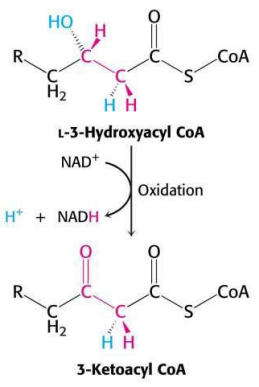 HO
H
O
R
C
C
CoA
C
H2
C
S
H H
L-3-Hydroxyacyl CoA
NAD+
Oxidation
H+ + NADH
O
O
R
C
C
CoA
C
H2
C
S
H H
3-Ketoacyl CoA